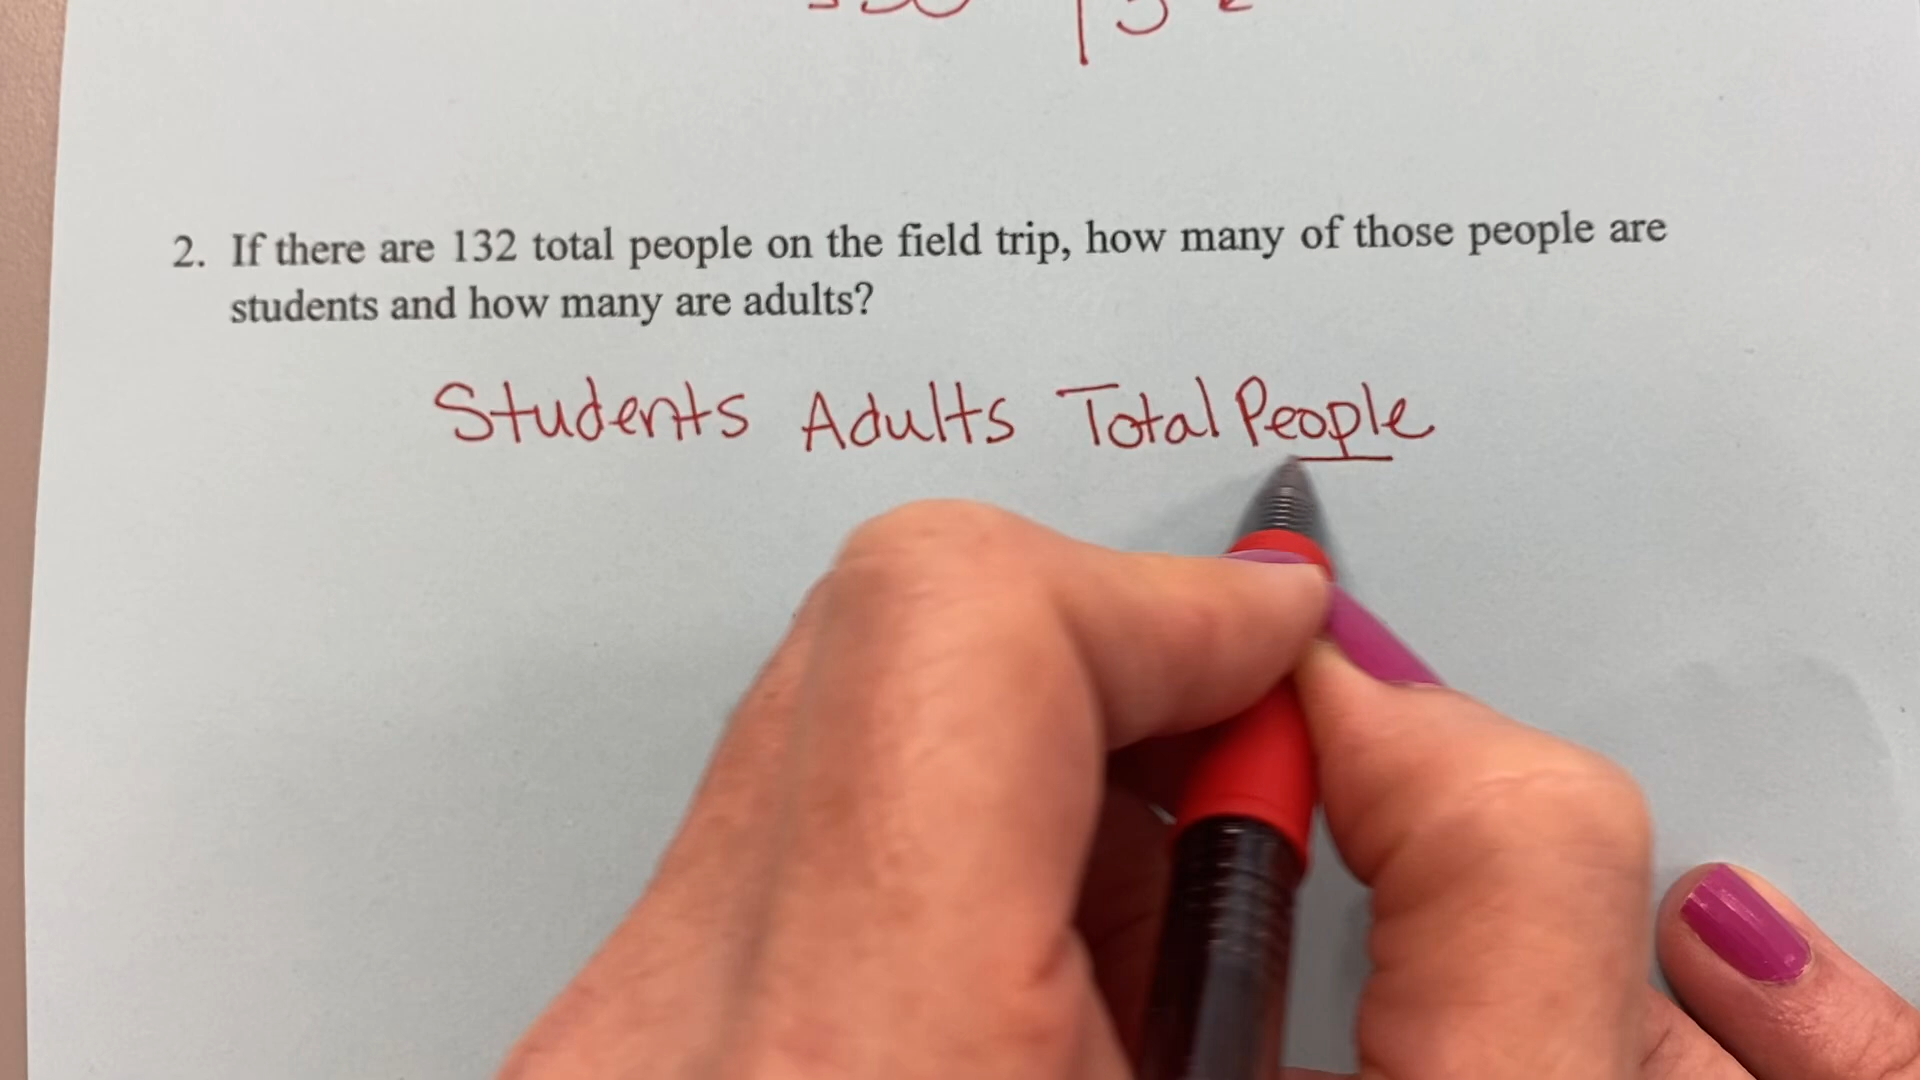 2. If there are 132 total people on the field trip, how many of those people are
students and how many are adults?
Students Adults Total People